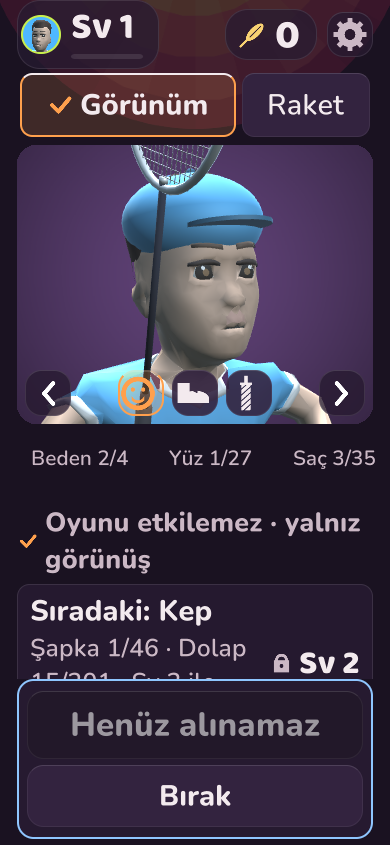 Sv 1
0
Görünüm
Raket
Beden 2/4
Yüz 1/27
Saç 3/35
Oyunu etkilemez · yalnız
görünüş
Sıradaki: Kep
Şapka 1/46 · Dolap
Sv 2
Henüz alınamaz
Bırak